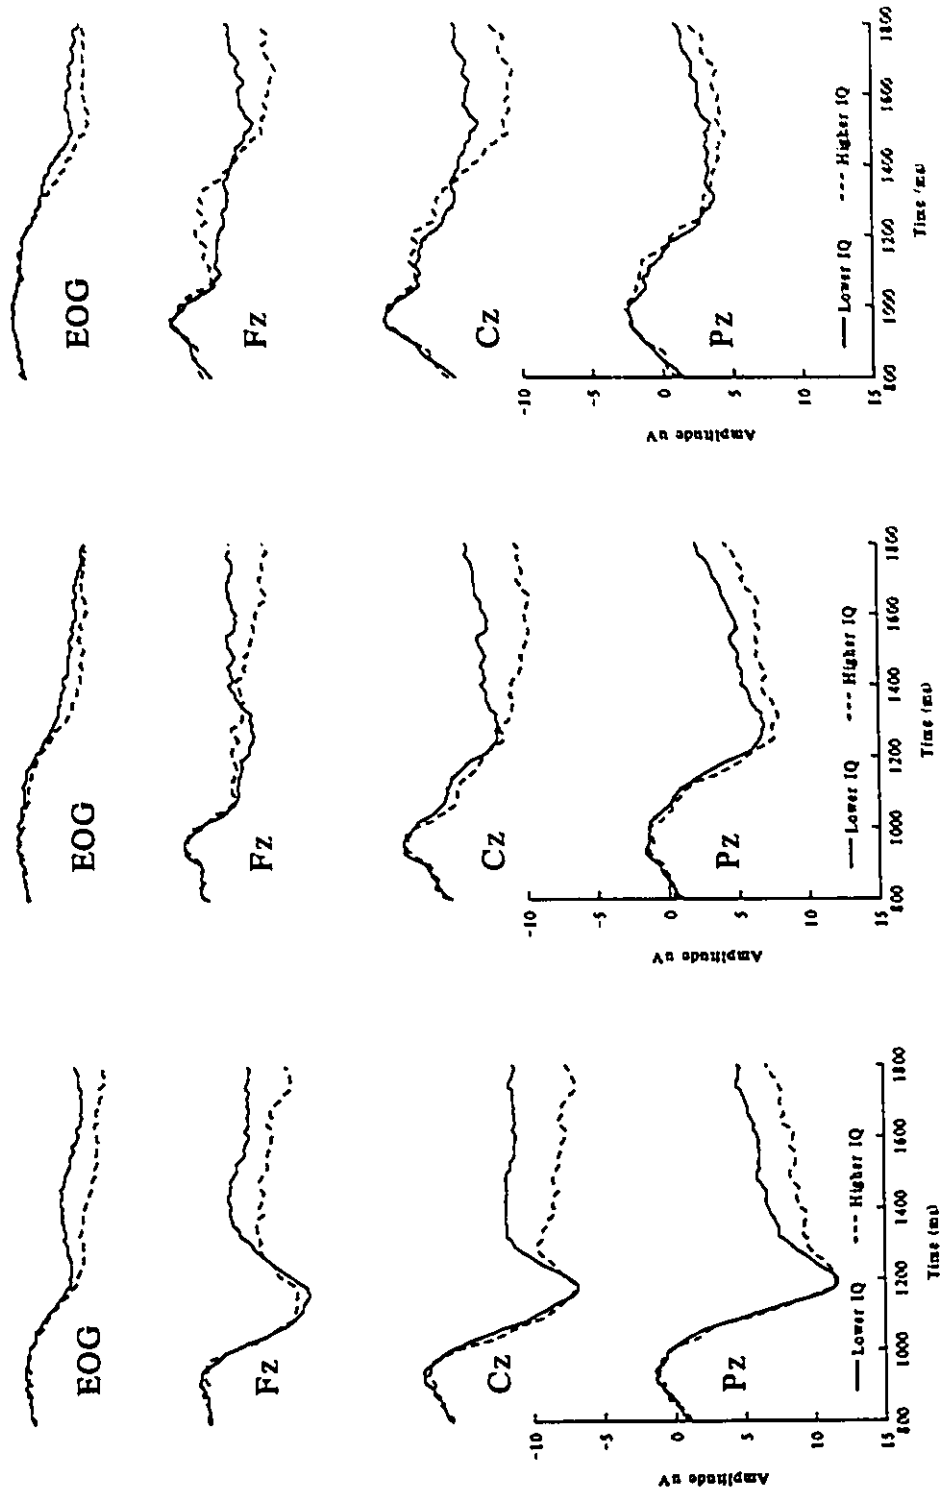 EOG
Fz
Cz
Pz
-10
-5
0
5
10
15
Amplitude uV
Lower IQ
Higher IQ
800
1000
1200
1400
1600
1800
Time (ms)
EOG
Fz
Cz
Pz
-10
-5
0
5
10
15
Amplitude uV
Lower IQ
Higher IQ
800
1000
1200
1400
1600
1800
Time (ms)
EOG
Fz
Cz
Pz
-10
-5
0
5
10
15
Amplitude uV
Lower IQ
Higher IQ
800
1000
1200
1400
1600
1800
Time (ms)